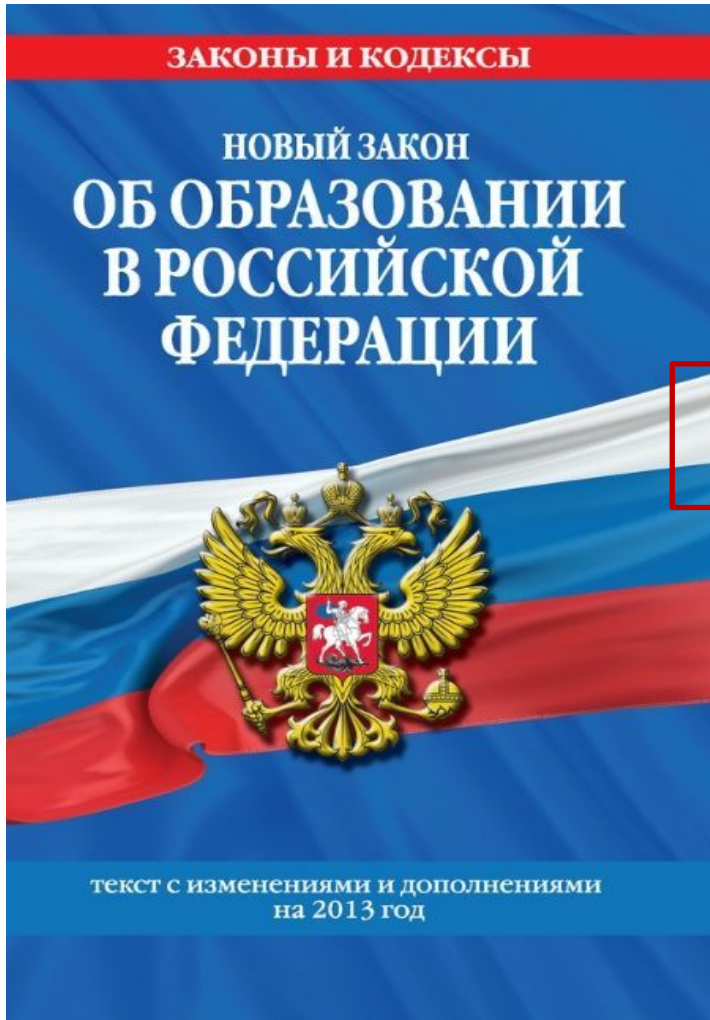 ЗАКОНЫ И КОДЕКСЫ
НОВЫЙ ЗАКОН
ОБ ОБРАЗОВАНИИ
В РОССИЙСКОЙ
ФЕДЕРАЦИИ
текст с изменениями и дополнениями
на 2013 год